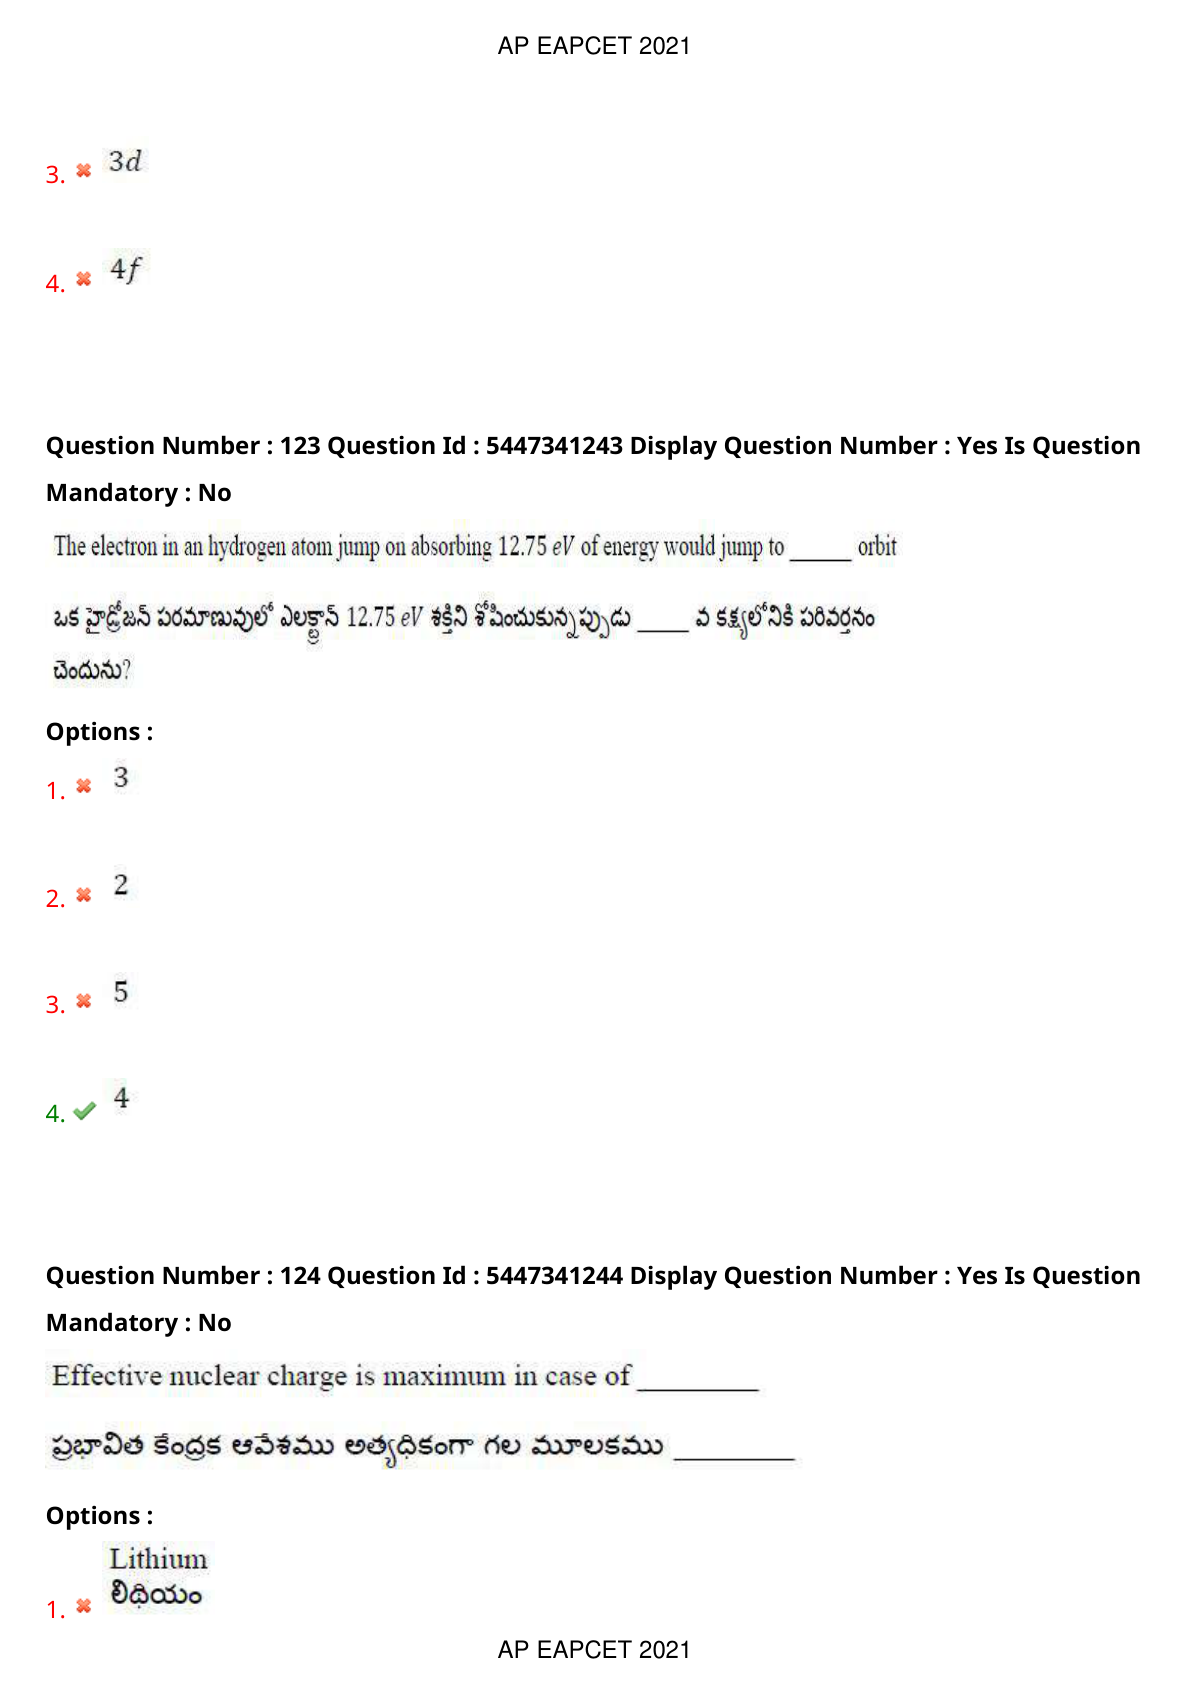 AP EAPCET 2021
3. 3d
4. 4f
Question Number : 123 Question Id : 5447341243 Display Question Number : Yes Is Question
Mandatory : No
The electron in an hydrogen atom jump on absorbing 12.75 eV of energy would jump to ______ orbit
ఒక హైడ్రోజన్ పరమాణువులో ఎలక్ట్రాన్ 12.75 eV శక్తిని శోషించుకున్నప్పుడు _____ వ కక్ష్యలోనికి పరివర్తనం
చెందును?
Options :
1. 3
2. 2
3. 5
4. 4
Question Number : 124 Question Id : 5447341244 Display Question Number : Yes Is Question
Mandatory : No
Effective nuclear charge is maximum in case of ________
ప్రభావిత కేంద్రక ఆవేశము అత్యధికంగా గల మూలకము ________
Options :
Lithium
1. లిథియం
AP EAPCET 2021